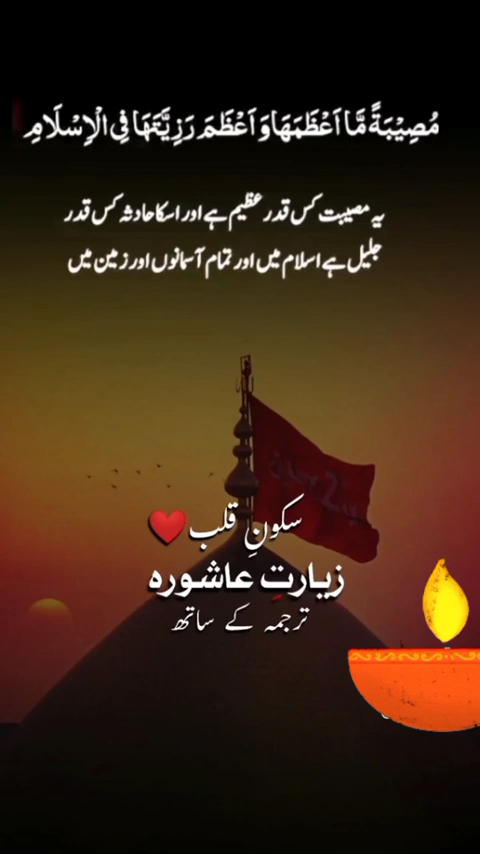 مُصِيْبَةً مَّا اَعْظَمَهَا وَ اَعْظَمَ رَزِيَّتَهَا فِي الْاِسْلَامِ
یہ مصیبت کس قدر عظیم ہے اور اسکا حادثہ کس قدر
جلیل ہے اسلام میں اور تمام آسمانوں اور زمین میں
سکونِ قلب❤️
زیارتِ عاشورہ
ترجمہ کے ساتھ